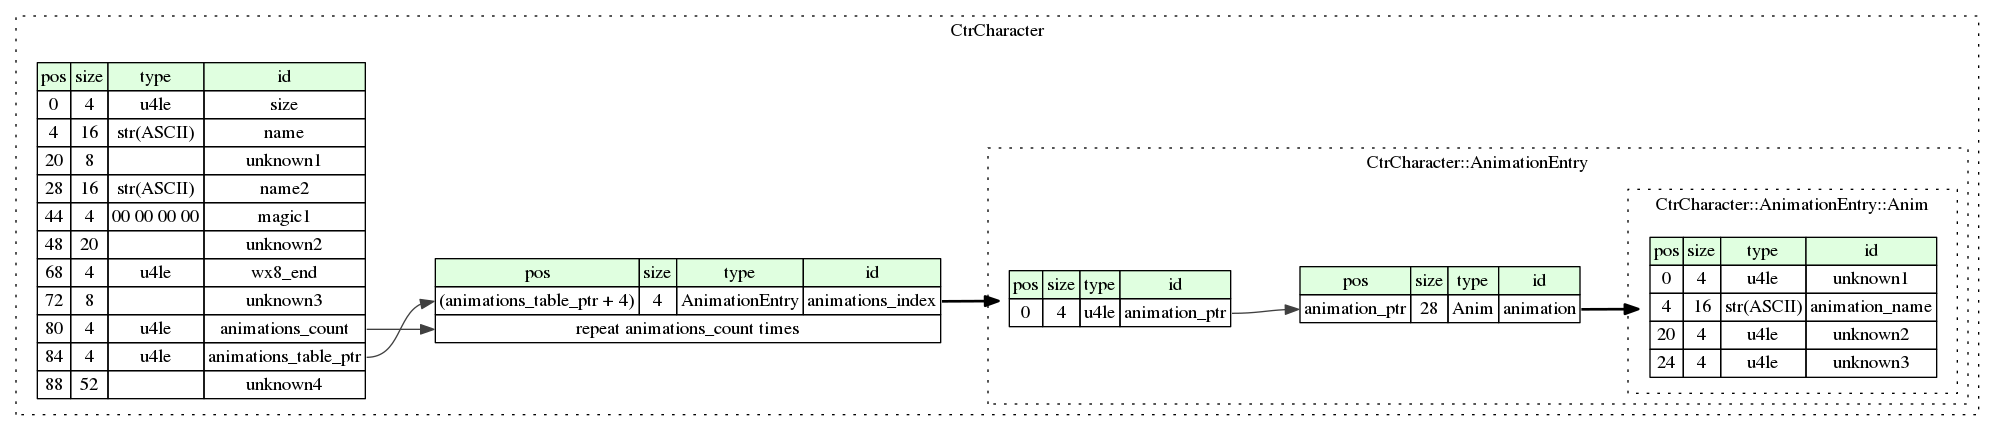 CtrCharacter
pos size type id
0 4 u4le size
4 16 str(ASCII) name
20 8 unknown1
28 16 str(ASCII) name2
44 4 00 00 00 00 magic1
48 20 unknown2
68 4 u4le wx8_end
72 8 unknown3
80 4 u4le animations_count
84 4 u4le animations_table_ptr
88 52 unknown4
pos size type id
(animations_table_ptr + 4) 4 AnimationEntry animations_index
repeat animations_count times
CtrCharacter::AnimationEntry
pos size type id
0 4 u4le animation_ptr
pos size type id
animation_ptr 28 Anim animation
CtrCharacter::AnimationEntry::Anim
pos size type id
0 4 u4le unknown1
4 16 str(ASCII) animation_name
20 4 u4le unknown2
24 4 u4le unknown3